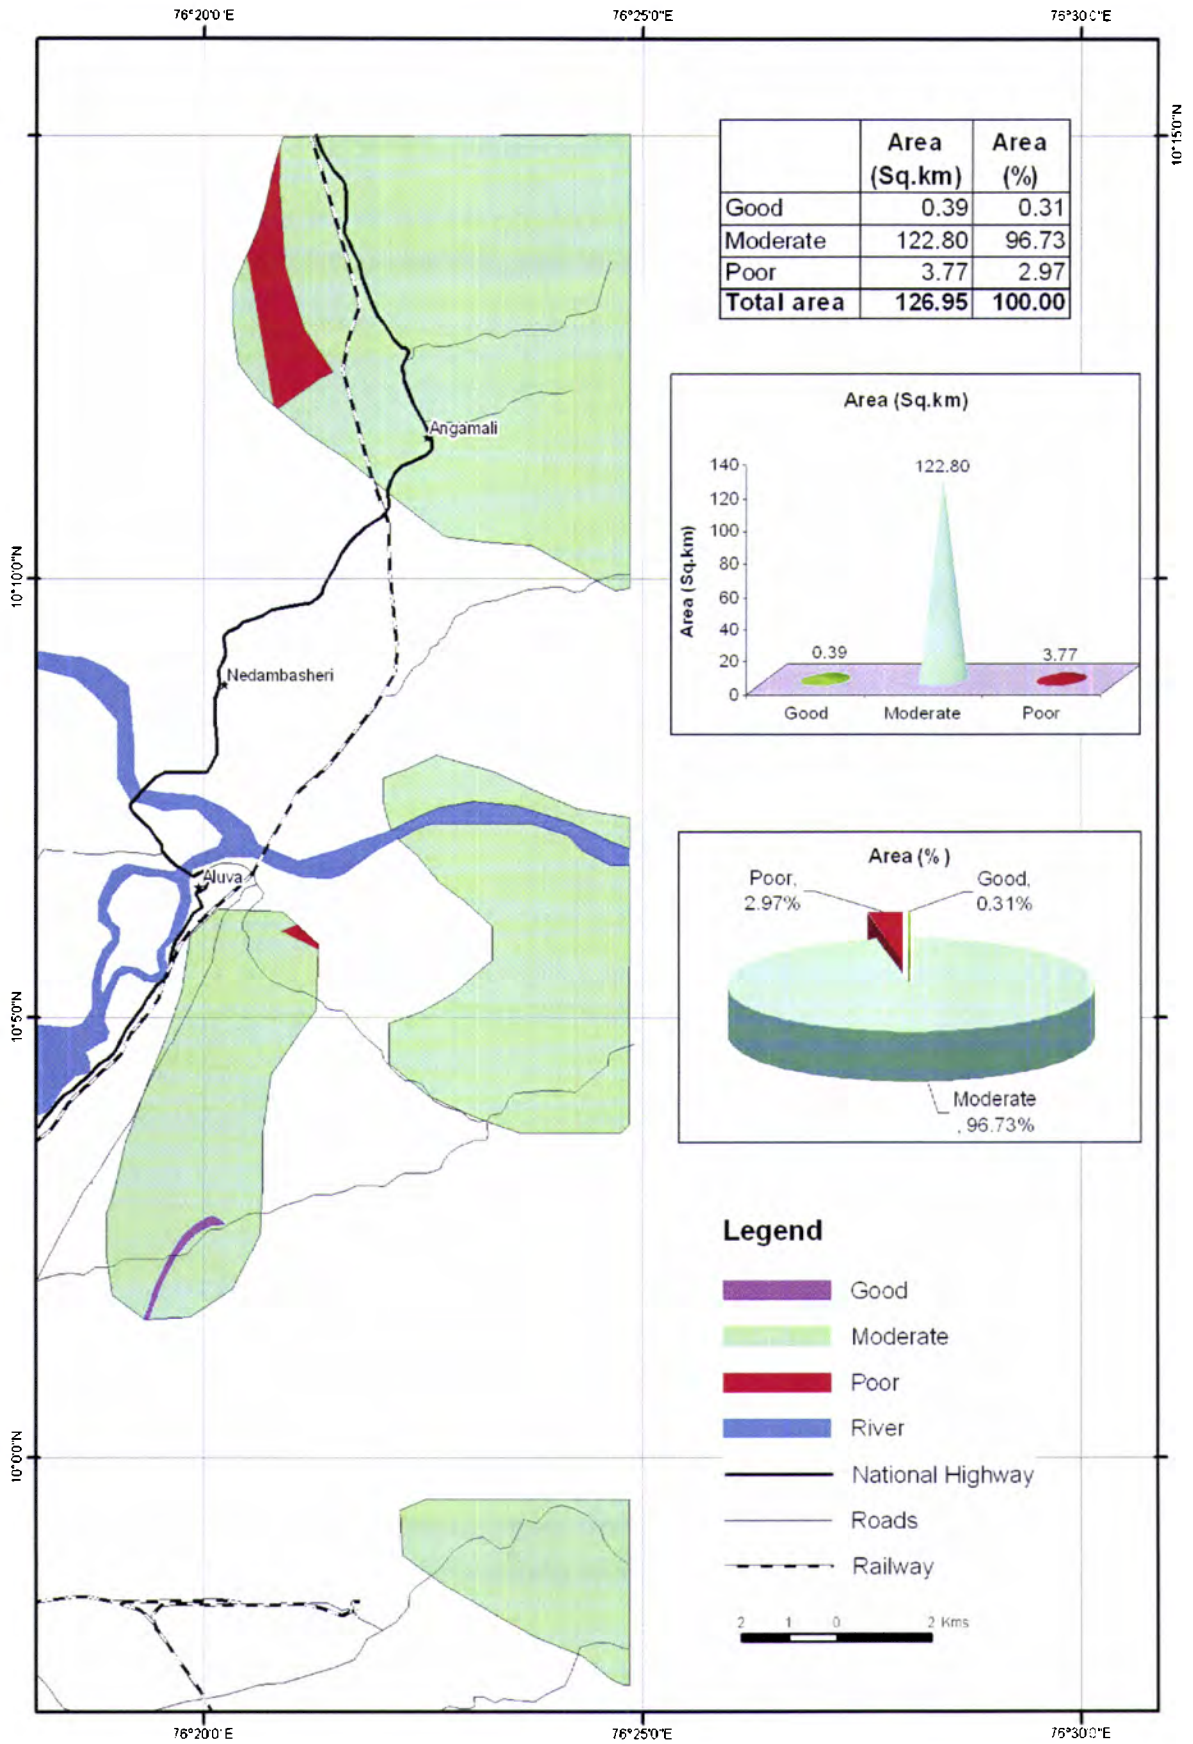 76°20'0"E 76°25'0"E 76°30'0"E
10°15'0"N
Area (Sq.km) Area (%)
Good 0.39 0.31
Moderate 122.80 96.73
Poor 3.77 2.97
Total area 126.95 100.00
Area (Sq.km)
140
120
100
80
60
40
20
0
Area (Sq.km)
0.39
122.80
3.77
Good Moderate Poor
Angamali
10°10'0"N
Nedambasheri
Aluva
Area (%)
Poor, 2.97%
Good, 0.31%
Moderate , 96.73%
10°5'0"N
Legend
Good
Moderate
Poor
River
National Highway
Roads
Railway
10°0'0"N
2 1 0 2 Kms
76°20'0"E 76°25'0"E 76°30'0"E